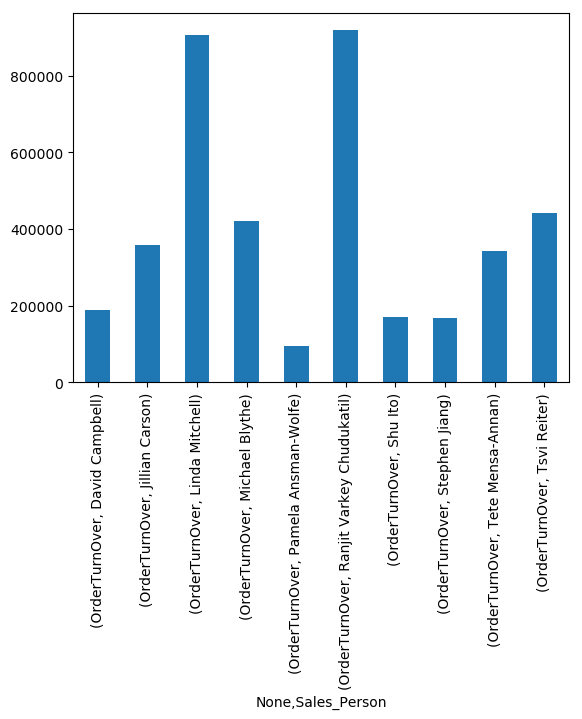 800000
600000
400000
200000
0
(OrderTurnOver, David Campbell)
(OrderTurnOver, Jillian Carson)
(OrderTurnOver, Linda Mitchell)
(OrderTurnOver, Michael Blythe)
(OrderTurnOver, Pamela Ansman-Wolfe)
(OrderTurnOver, Ranjit Varkey Chudukatil)
(OrderTurnOver, Shu Ito)
(OrderTurnOver, Stephen Jiang)
(OrderTurnOver, Tete Mensa-Annan)
(OrderTurnOver, Tsvi Reiter)
None,Sales_Person